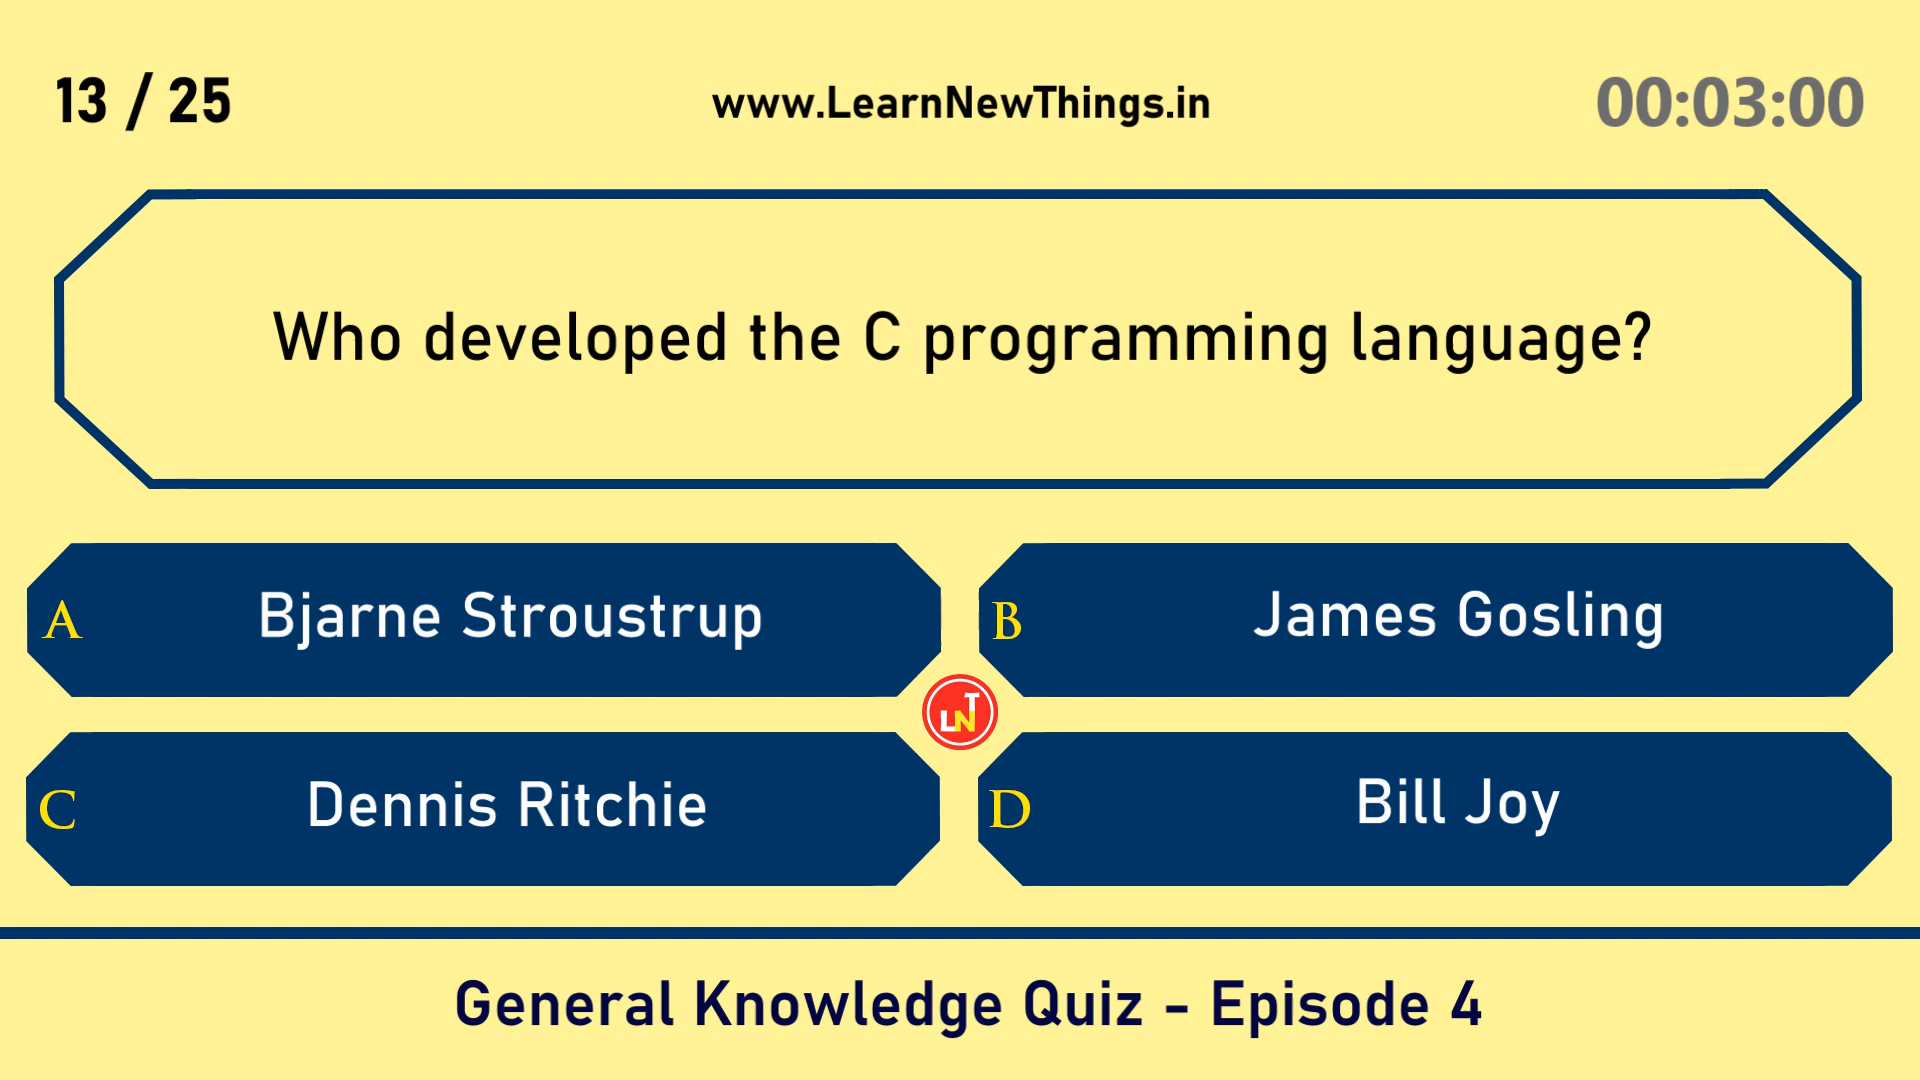 13 / 25
www.LearnNewThings.in
00:03:00
Who developed the C programming language?
A Bjarne Stroustrup
B James Gosling
LNT
C Dennis Ritchie
D Bill Joy
General Knowledge Quiz - Episode 4